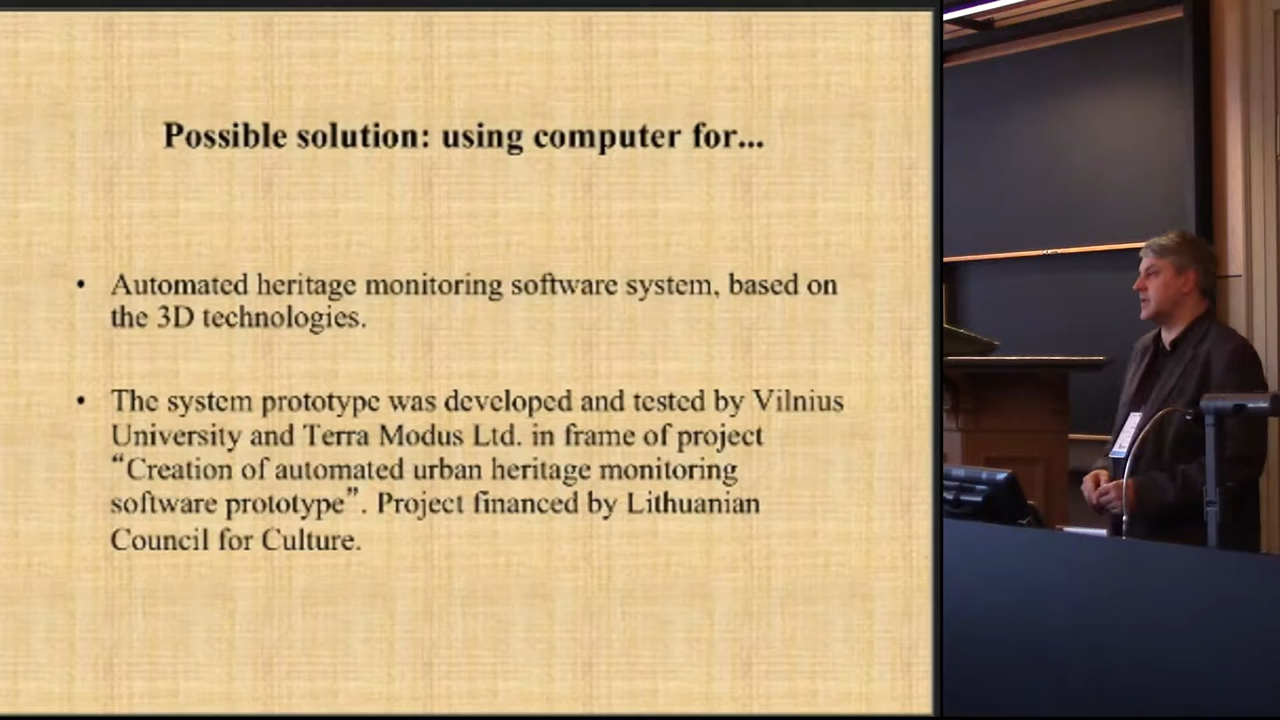 Possible solution: using computer for...
• Automated heritage monitoring software system, based on
the 3D technologies.
• The system prototype was developed and tested by Vilnius
University and Terra Modus Ltd. in frame of project
“Creation of automated urban heritage monitoring
software prototype”. Project financed by Lithuanian
Council for Culture.